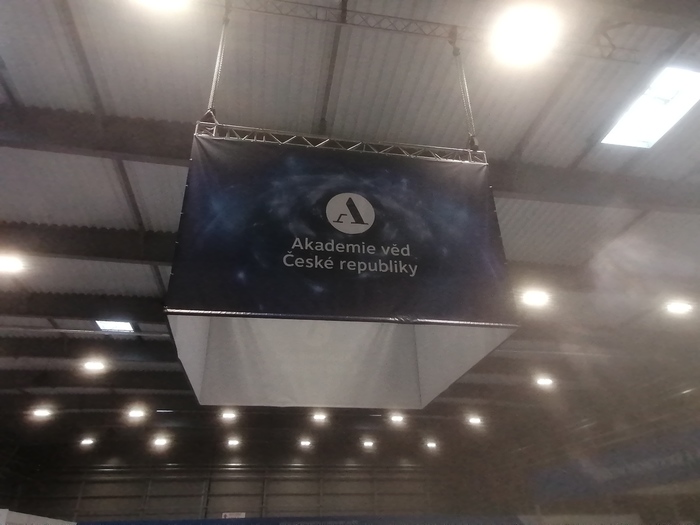 Akademie věd
České republiky